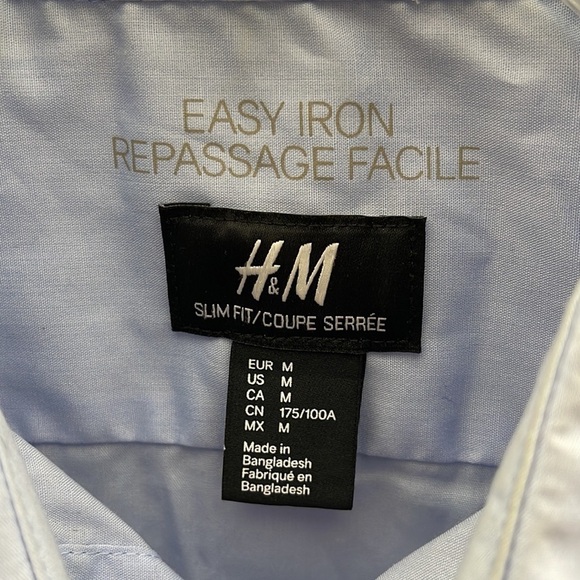 EASY IRON
REPASSAGE FACILE
H&M
SLIM FIT/COUPE SERRÉE
EUR M
US M
CA M
CN 175/100A
MX M
Made in
Bangladesh
Fabriqué en
Bangladesh